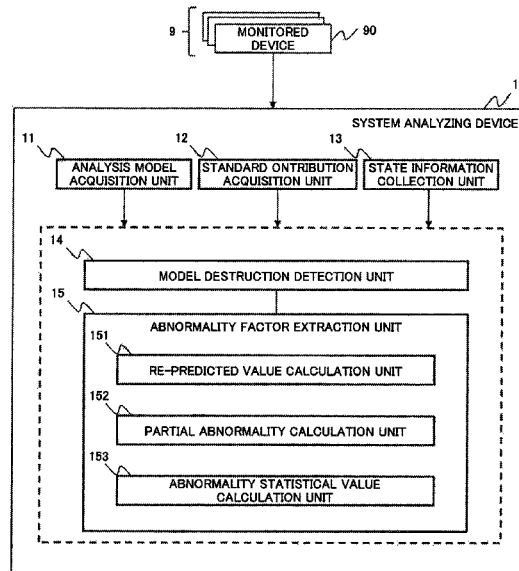 9
MONITORED
DEVICE
90
1
SYSTEM ANALYZING DEVICE
11
12
13
ANALYSIS MODEL
ACQUISITION UNIT
STANDARD ONTRIBUTION
ACQUISITION UNIT
STATE INFORMATION
COLLECTION UNIT
14
MODEL DESTRUCTION DETECTION UNIT
15
ABNORMALITY FACTOR EXTRACTION UNIT
151
RE-PREDICTED VALUE CALCULATION UNIT
152
PARTIAL ABNORMALITY CALCULATION UNIT
153
ABNORMALITY STATISTICAL VALUE
CALCULATION UNIT